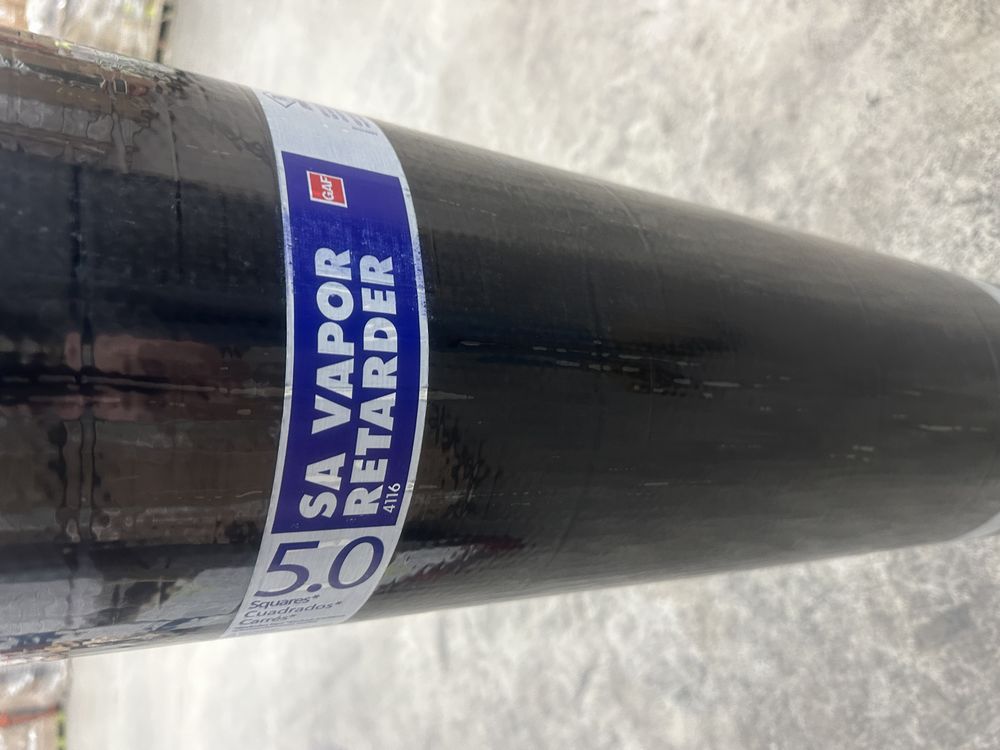 GAF
SA VAPOR
RETARDER
4116
5.0
Squares*
Cuadrados*
Carrés*